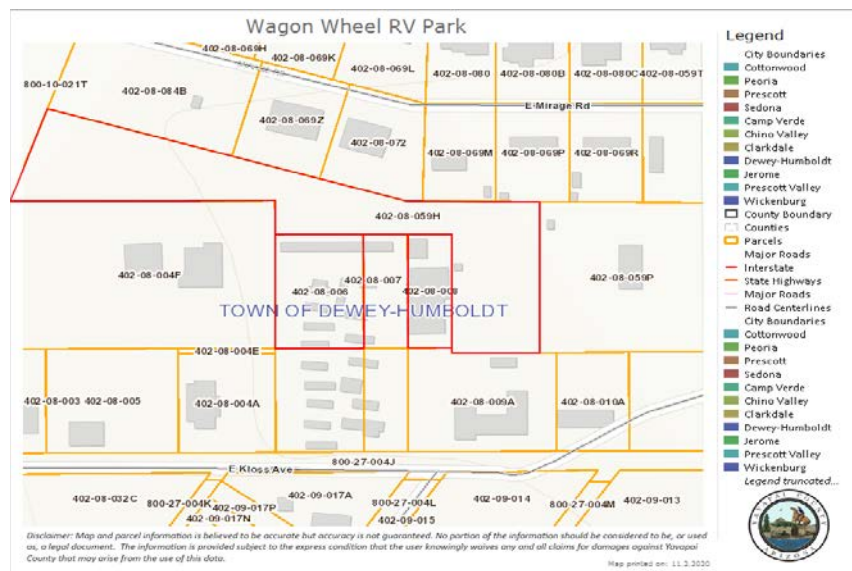 Wagon Wheel RV Park
402-08-069H
402-08-069K
402-08-069L
402-08-080
402-08-080B
402-08-080C
402-08-059T
800-10-021T
402-08-084B
E Mirage Rd
402-08-069Z
402-08-072
402-08-069M
402-08-069P
402-08-069R
402-08-059H
402-08-004F
402-08-006
402-08-007
402-08-008
402-08-059P
TOWN OF DEWEY-HUMBOLDT
402-08-004E
402-08-003
402-08-005
402-08-004A
402-08-009A
402-08-010A
800-27-004J
E Kloss Ave
402-08-032C
800-27-004K
402-09-017P
402-09-017N
402-09-017A
800-27-004L
402-09-015
402-09-014
800-27-004M
402-09-013
Legend
City Boundaries
Cottonwood
Peoria
Prescott
Sedona
Camp Verde
Chino Valley
Clarkdale
Dewey-Humboldt
Jerome
Prescott Valley
Wickenburg
County Boundary
Counties
Parcels
Major Roads
Interstate
State Highways
Major Roads
Road Centerlines
City Boundaries
Cottonwood
Peoria
Prescott
Sedona
Camp Verde
Chino Valley
Clarkdale
Dewey-Humboldt
Jerome
Prescott Valley
Wickenburg
Legend truncated...
YAVAPAI COUNTY
ARIZONA
Disclaimer: Map and parcel information is believed to be accurate but accuracy is not guaranteed. No portion of the information should be considered to be, or used
as, a legal document. The information is provided subject to the express condition that the user knowingly waives any and all claims for damages against Yavapai
County that may arise from the use of this data.
Map printed on: 11.2.2020